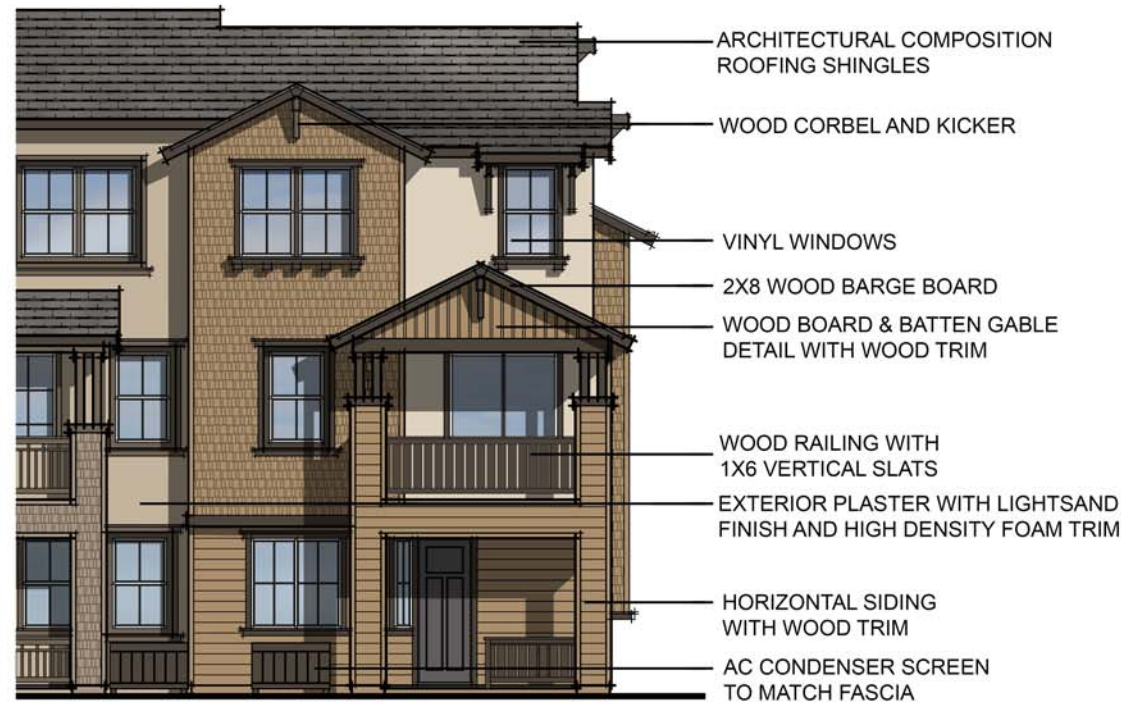 ARCHITECTURAL COMPOSITION
ROOFING SHINGLES
WOOD CORBEL AND KICKER
VINYL WINDOWS
2X8 WOOD BARGE BOARD
WOOD BOARD & BATTEN GABLE
DETAIL WITH WOOD TRIM
WOOD RAILING WITH
1X6 VERTICAL SLATS
EXTERIOR PLASTER WITH LIGHTSAND
FINISH AND HIGH DENSITY FOAM TRIM
HORIZONTAL SIDING
WITH WOOD TRIM
AC CONDENSER SCREEN
TO MATCH FASCIA